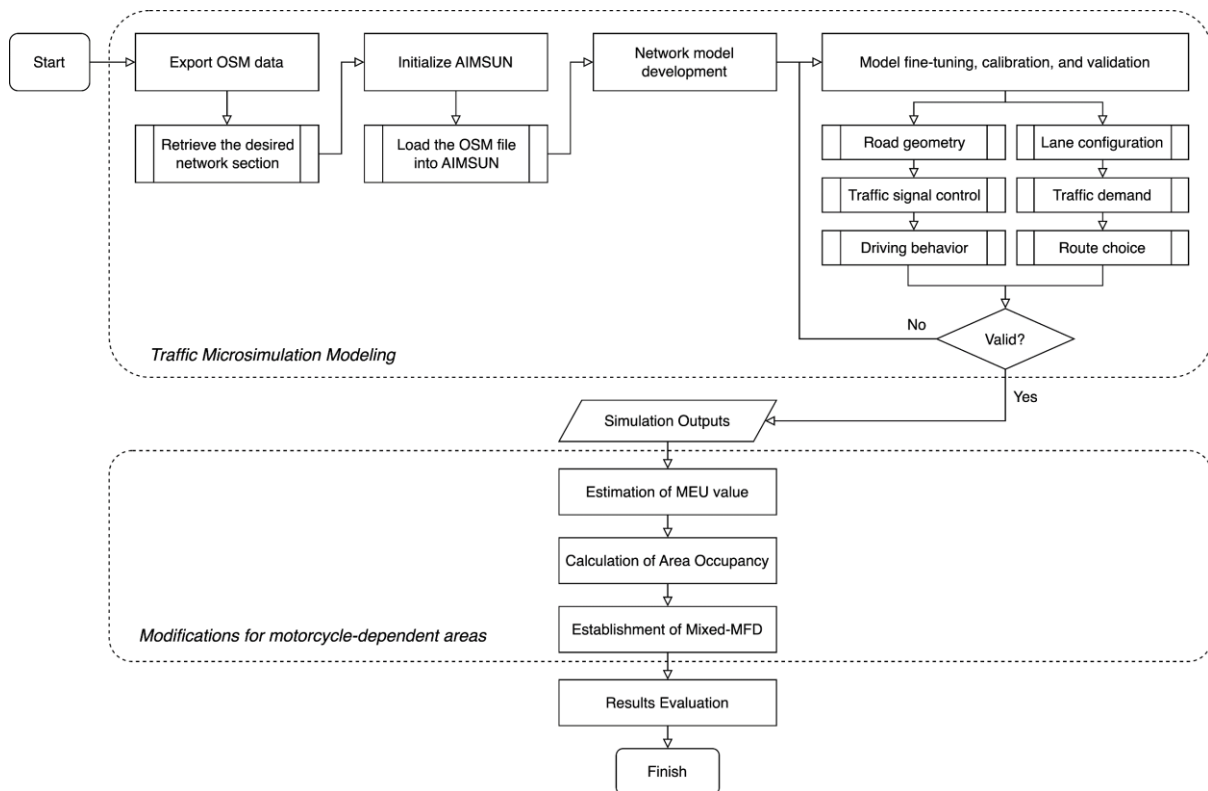 Start
Export OSM data
Retrieve the desired
network section
Initialize AIMSUN
Load the OSM file
into AIMSUN
Network model
development
Model fine-tuning, calibration, and validation
Road geometry
Lane configuration
Traffic signal control
Traffic demand
Driving behavior
Route choice
No
Valid?
Traffic Microsimulation Modeling
Yes
Simulation Outputs
Estimation of MEU value
Calculation of Area Occupancy
Establishment of Mixed-MFD
Modifications for motorcycle-dependent areas
Results Evaluation
Finish